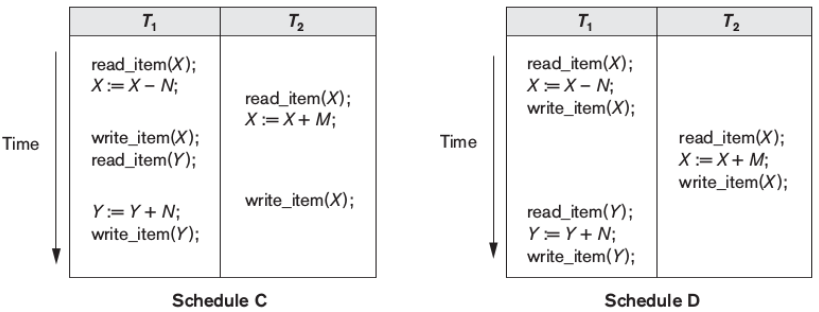 T1
T2
read_item(X);
X := X – N;
read_item(X);
X := X + M;
Time
write_item(X);
read_item(Y);
write_item(X);
Y := Y + N;
write_item(Y);
Schedule C
T1
T2
read_item(X);
X := X – N;
write_item(X);
Time
read_item(X);
X := X + M;
write_item(X);
read_item(Y);
Y := Y + N;
write_item(Y);
Schedule D